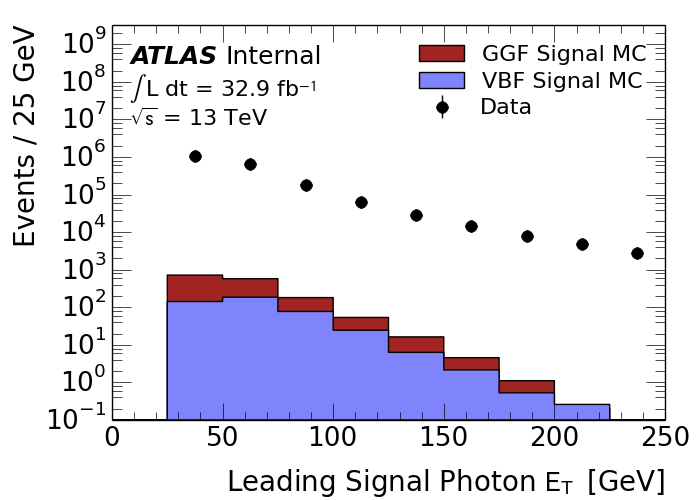 Events / 25 GeV
10⁹
10⁸
10⁷
10⁶
10⁵
10⁴
10³
10²
10¹
10⁰
10⁻¹
ATLAS Internal
∫L dt = 32.9 fb⁻¹
√s = 13 TeV
GGF Signal MC
VBF Signal MC
Data
0 50 100 150 200 250
Leading Signal Photon E_T [GeV]